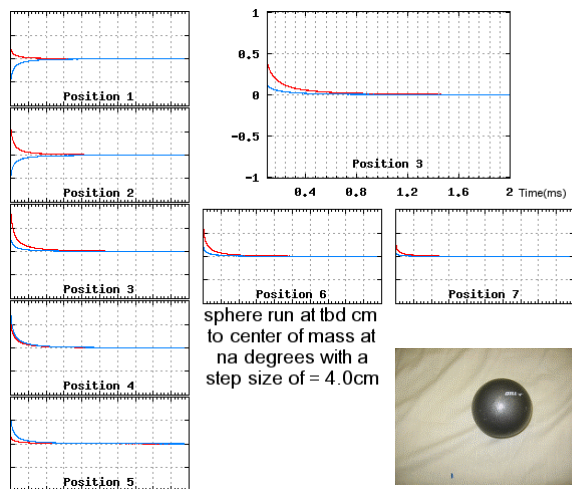 Position 1
Position 2
Position 3
Position 4
Position 5
1
0.5
0
-0.5
-1
Position 3
0.4
0.8
1.2
1.6
2
Time(ms)
Position 6
Position 7
sphere run at tbd cm
to center of mass at
na degrees with a
step size of = 4.0cm